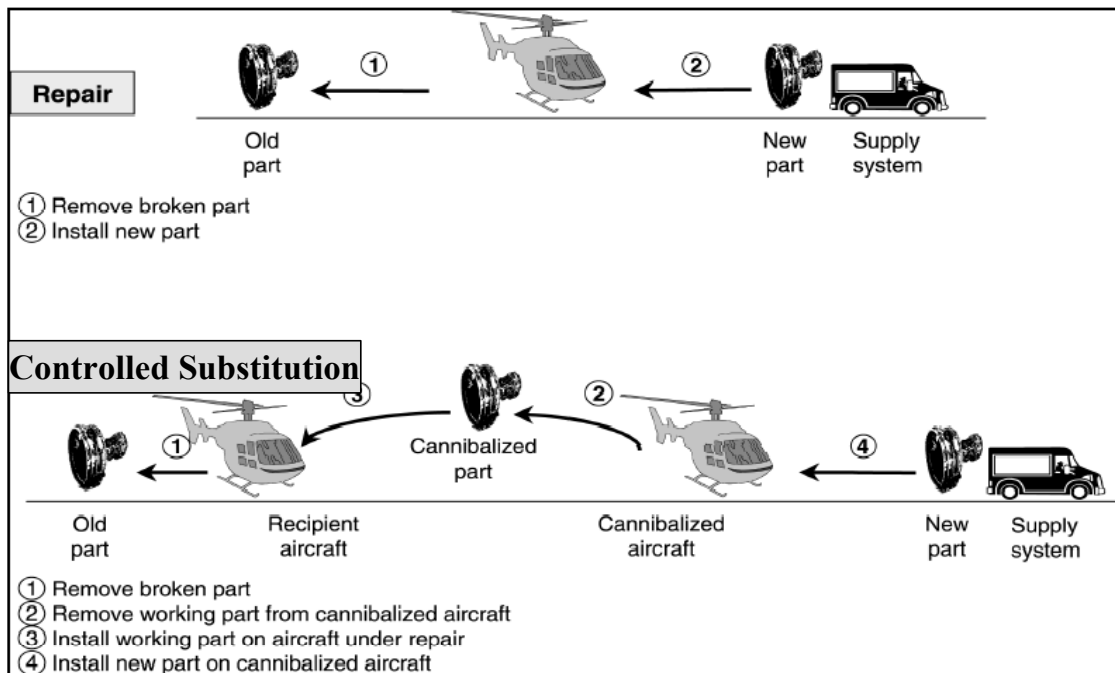 Repair
①
②
Old
part
New
part
Supply
system
① Remove broken part
② Install new part
Controlled Substitution
③
②
①
④
Cannibalized
part
Old
part
Recipient
aircraft
Cannibalized
aircraft
New
part
Supply
system
① Remove broken part
② Remove working part from cannibalized aircraft
③ Install working part on aircraft under repair
④ Install new part on cannibalized aircraft